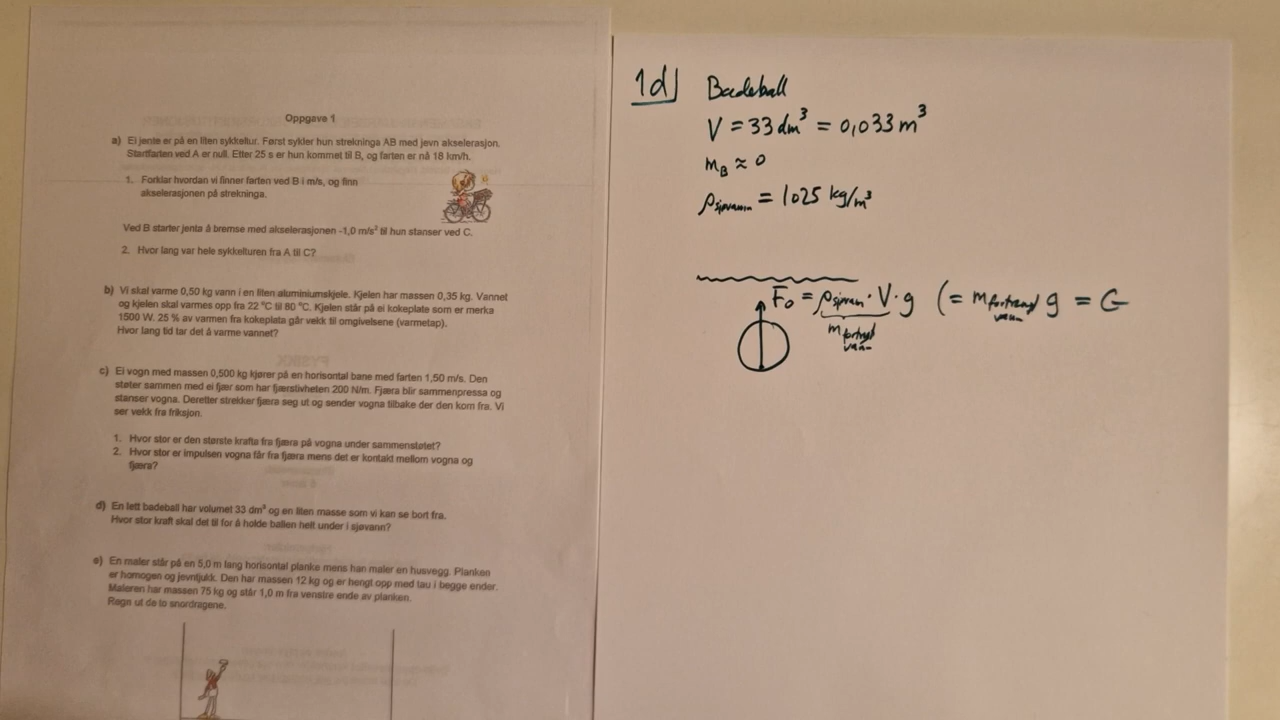 Oppgave 1
a) Ei jente er på en liten sykkeltur. Først sykler hun strekninga AB med jevn akselerasjon.
Startfarten ved A er null. Etter 25 s er hun kommet til B, og farten er nå 18 km/h.
1. Forklar hvordan vi finner farten ved B i m/s, og finn
akselerasjonen på strekninga.
Ved B starter jenta å bremse med akselerasjonen -1,0 m/s² til hun stanser ved C.
2. Hvor lang var hele sykkelturen fra A til C?
b) Vi skal varme 0,50 kg vann i en liten aluminiumskjele. Kjelen har massen 0,35 kg. Vannet
og kjelen skal varmes opp fra 22 °C til 80 °C. Kjelen står på ei kokeplate som er merka
1500 W. 25 % av varmen fra kokeplata går vekk til omgivelsene (varmetap).
Hvor lang tid tar det å varme vannet?
c) Ei vogn med massen 0,500 kg kjører på en horisontal bane med farten 1,50 m/s. Den
støter sammen med ei fjær som har fjærstivheten 200 N/m. Fjæra blir sammenpressa og
stanser vogna. Deretter strekker fjæra seg ut og sender vogna tilbake der den kom fra. Vi
ser vekk fra friksjon.
1. Hvor stor er den største krafta fra fjæra på vogna under sammenstøtet?
2. Hvor stor er impulsen vogna får fra fjæra mens det er kontakt mellom vogna og
fjæra?
d) En lett badeball har volumet 33 dm³ og en liten masse som vi kan se bort fra.
Hvor stor kraft skal det til for å holde ballen helt under i sjøvann?
e) En maler står på en 5,0 m lang horisontal planke mens han maler en husvegg. Planken
er homogen og jevntjukk. Den har massen 12 kg og er hengt opp med tau i begge ender.
Maleren har massen 75 kg og står 1,0 m fra venstre ende av planken.
Regn ut de to snordragene.
1d) Badeball
V = 33 dm³ = 0,033 m³
m_B ≈ 0
ρ_sjøvann = 1025 kg/m³
F_o = ρ_sjøvann · V · g (= m_fortrengt vann g = G
m_fortrengt vann